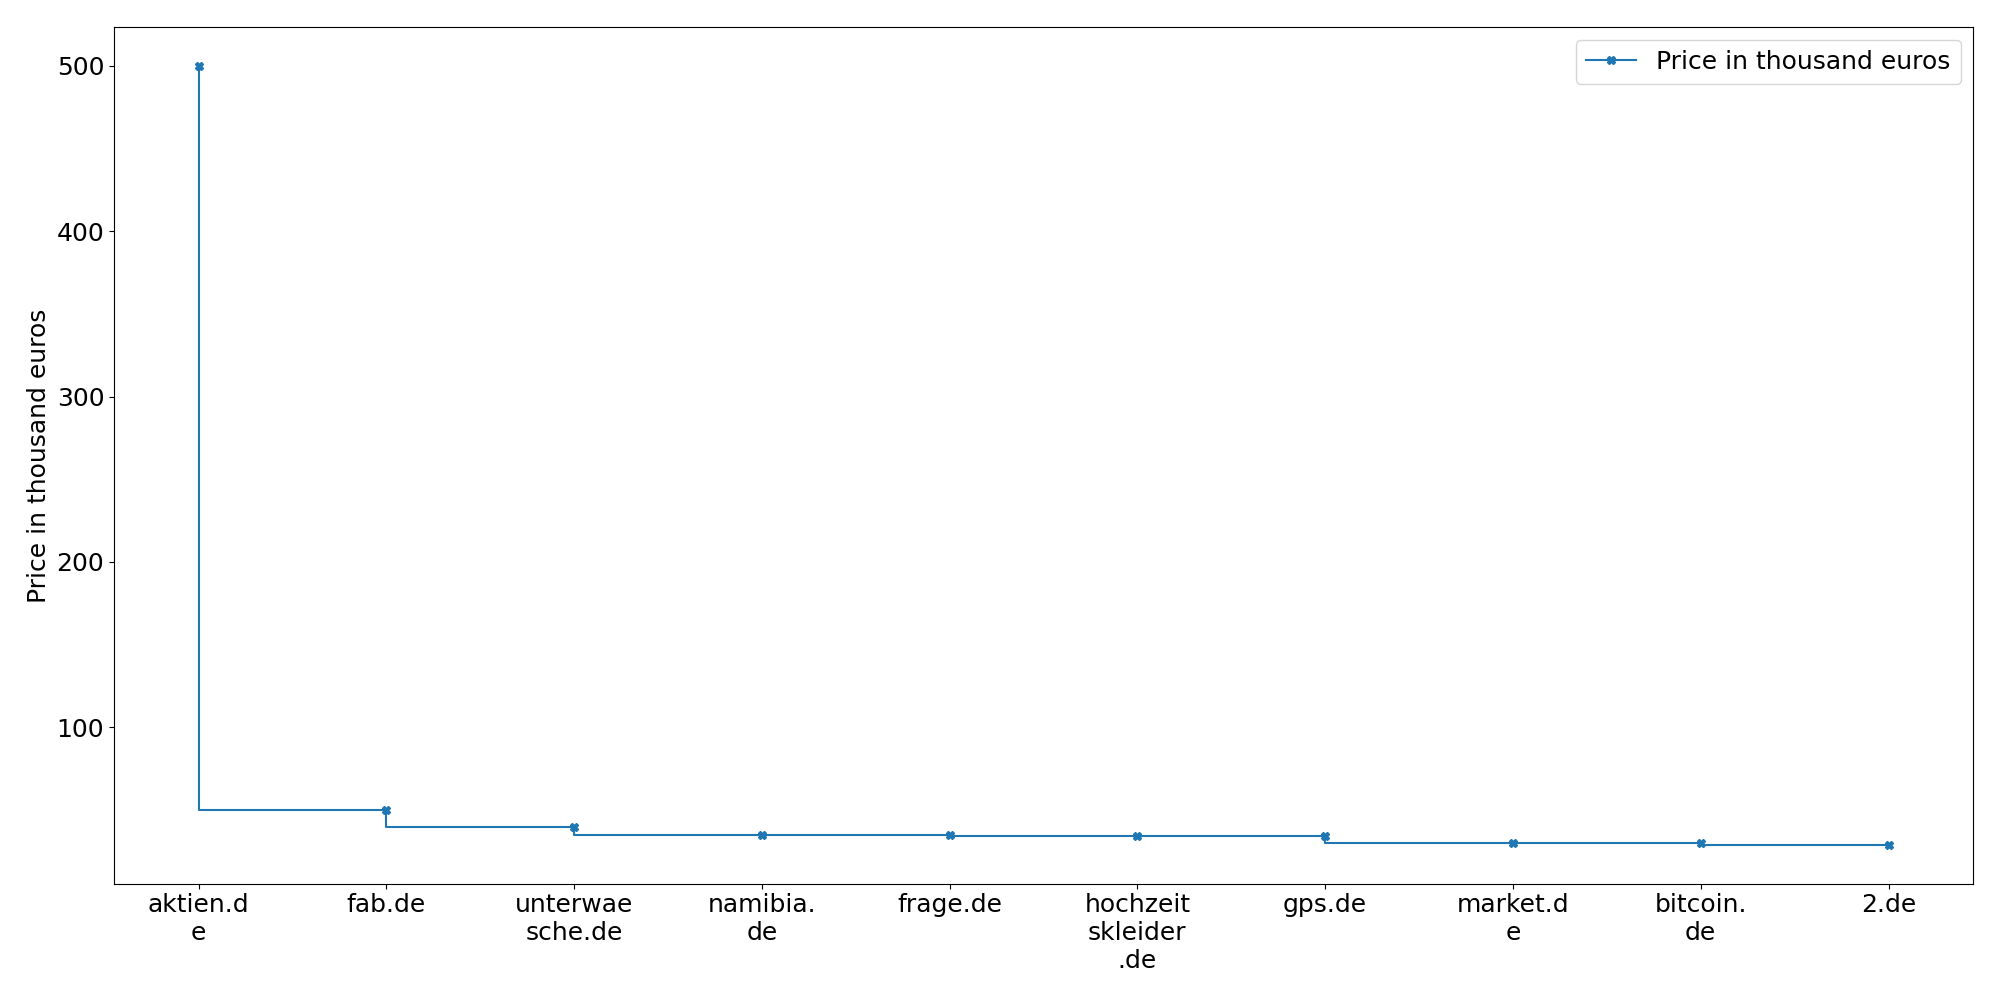 Price in thousand euros
500
400
300
200
100
Price in thousand euros
aktien.d
e
fab.de
unterwae
sche.de
namibia.
de
frage.de
hochzeit
skleider
.de
gps.de
market.d
e
bitcoin.
de
2.de